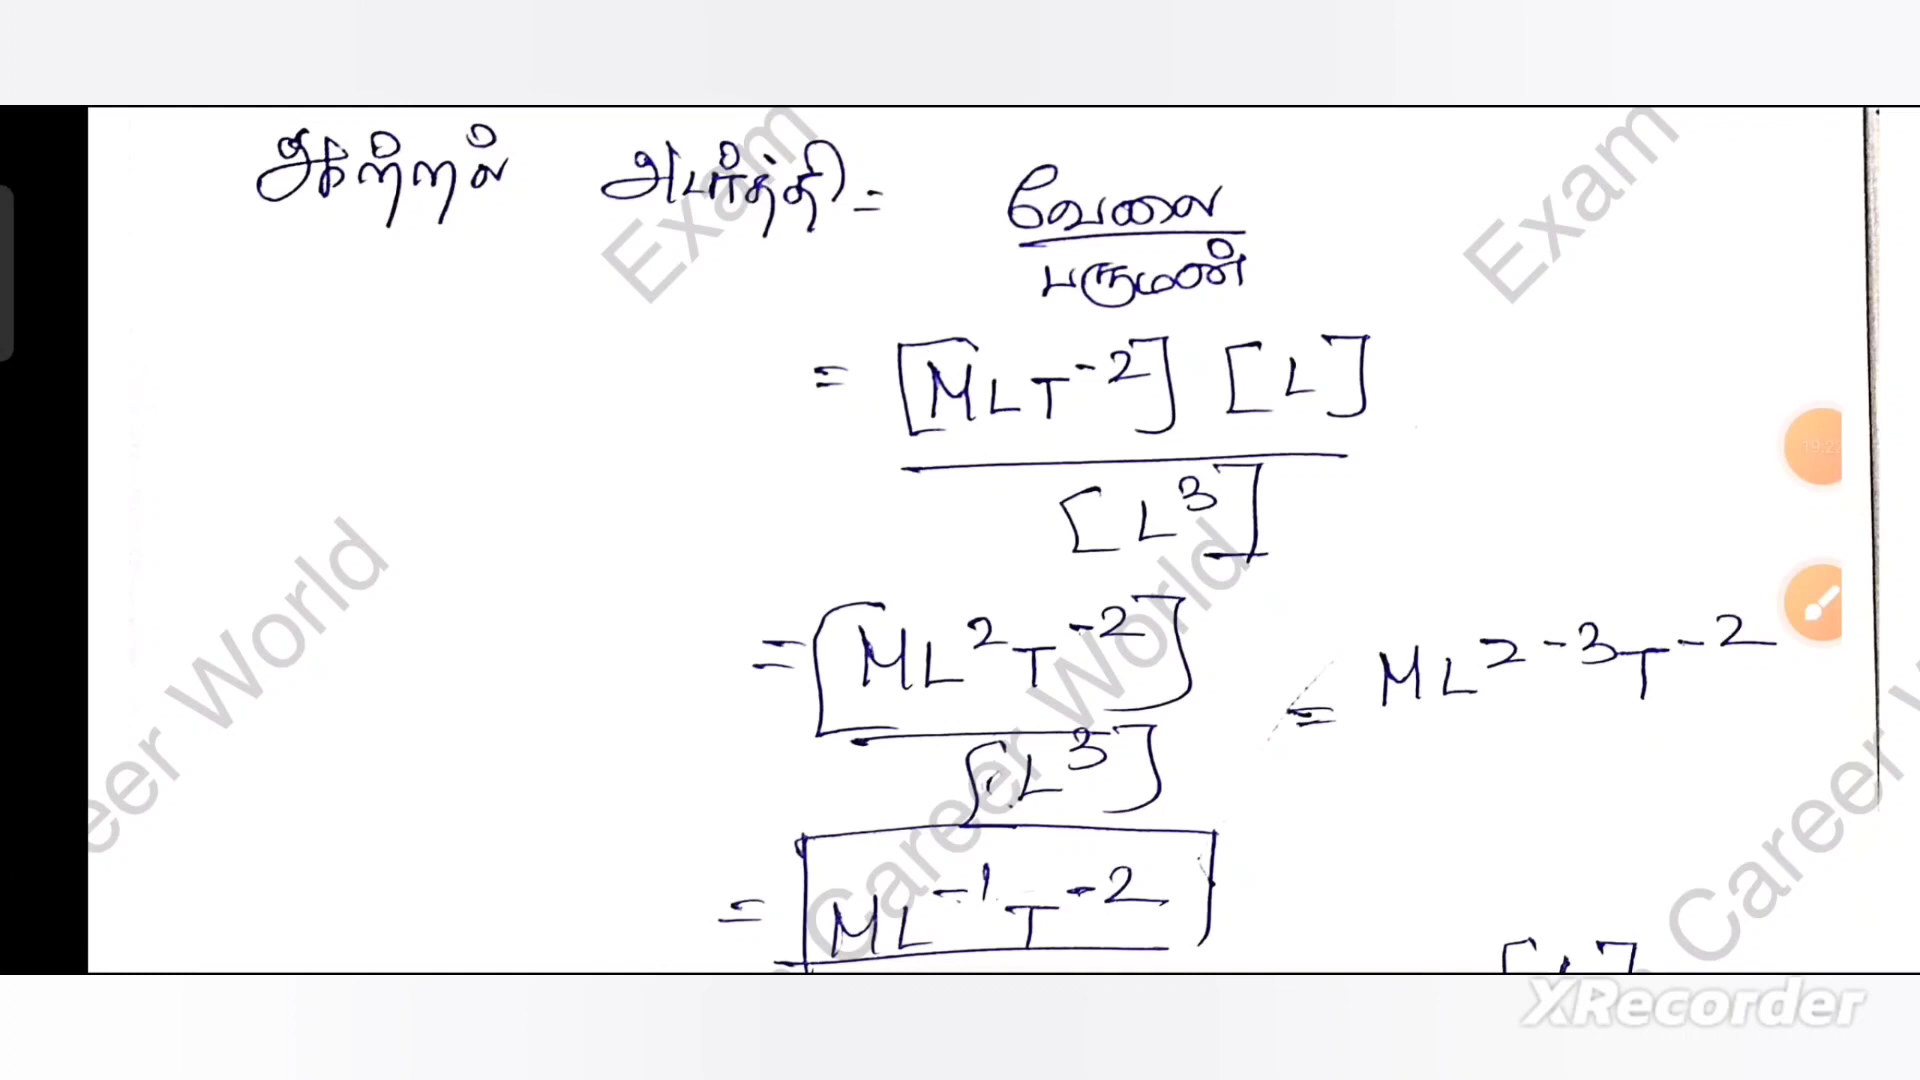 ஆற்றல் அடர்த்தி = வேலை / பருமன்
= [MLT⁻²] [L] / [L³]
= [ML²T⁻²] / [L³] = ML²⁻³T⁻²
= ML⁻¹T⁻²
Exam
Exam
Career World
Career World
Career
XRecorder